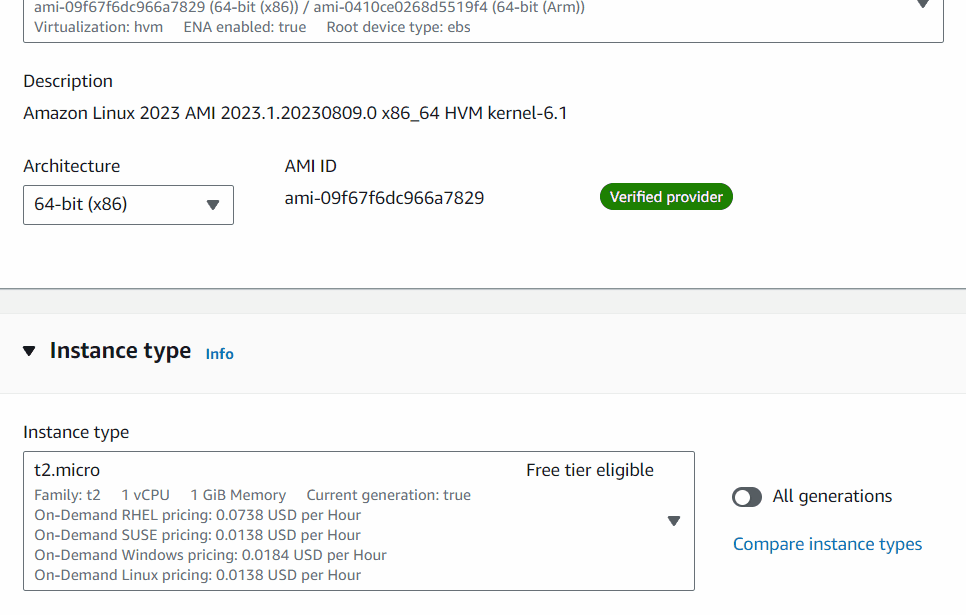 ami-09f67f6dc966a7829 (64-bit (x86)) / ami-0410ce0268d5519f4 (64-bit (Arm))
Virtualization: hvm ENA enabled: true Root device type: ebs
Description
Amazon Linux 2023 AMI 2023.1.20230809.0 x86_64 HVM kernel-6.1
Architecture AMI ID
64-bit (x86) ami-09f67f6dc966a7829 Verified provider
Instance type Info
Instance type
t2.micro Free tier eligible
Family: t2 1 vCPU 1 GiB Memory Current generation: true
On-Demand RHEL pricing: 0.0738 USD per Hour
On-Demand SUSE pricing: 0.0138 USD per Hour
On-Demand Windows pricing: 0.0184 USD per Hour
On-Demand Linux pricing: 0.0138 USD per Hour
All generations
Compare instance types